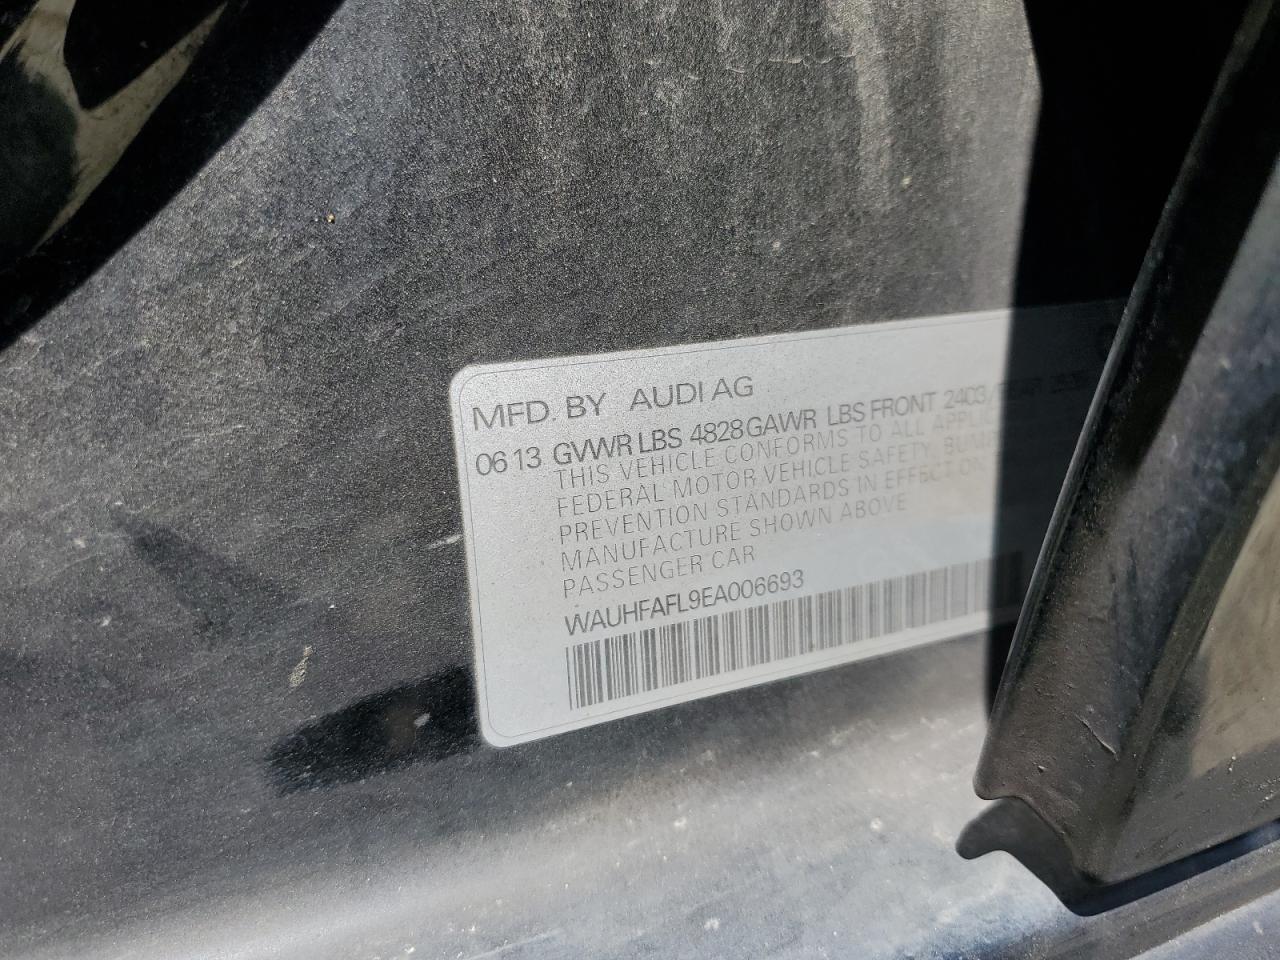 MFD. BY AUDI AG
06 13 GVWR LBS 4828 GAWR LBS FRONT 2403
THIS VEHICLE CONFORMS TO ALL
FEDERAL MOTOR VEHICLE SAFETY,
PREVENTION STANDARDS IN EFFECT ON
MANUFACTURE SHOWN ABOVE
PASSENGER CAR
WAUHFAFL9EA006693